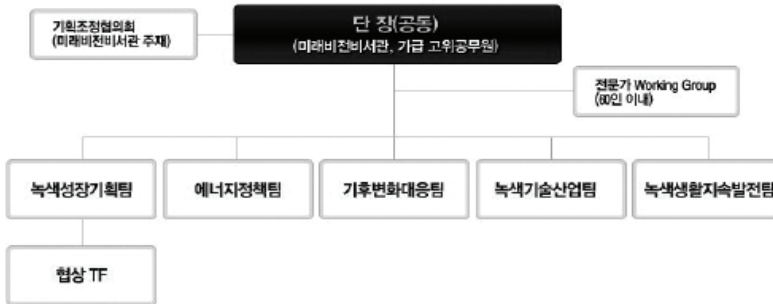 단 장(공동)
(미래비전비서관, 가급 고위공무원)
기획조정협의회
(미래비전비서관 주재)
전문가 Working Group
(60인 이내)
녹색성장기획팀
에너지정책팀
기후변화대응팀
녹색기술산업팀
녹색생활지속발전팀
협상 TF